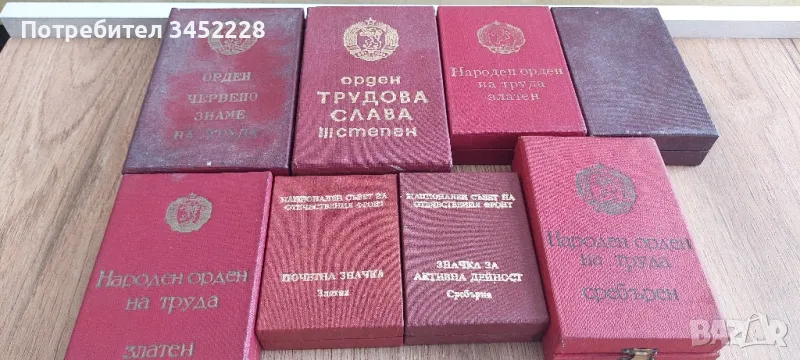 Потребител 3452228
ОРДЕН
ЧЕРВЕНО
ЗНАМЕ
НА ТРУДА
орден
ТРУДОВА
СЛАВА
III степен
Народен орден
на труда
златен
Народен орден
на труда
златен
НАЦИОНАЛЕН СЪВЕТ НА
ОТЕЧЕСТВЕНИЯ ФРОНТ
ПОЧЕТНА ЗНАЧКА
Златна
НАЦИОНАЛЕН СЪВЕТ НА
ОТЕЧЕСТВЕНИЯ ФРОНТ
ЗНАЧКА ЗА
АКТИВНА ДЕЙНОСТ
Сребърна
Народен орден
на труда
сребърен
BAZAR